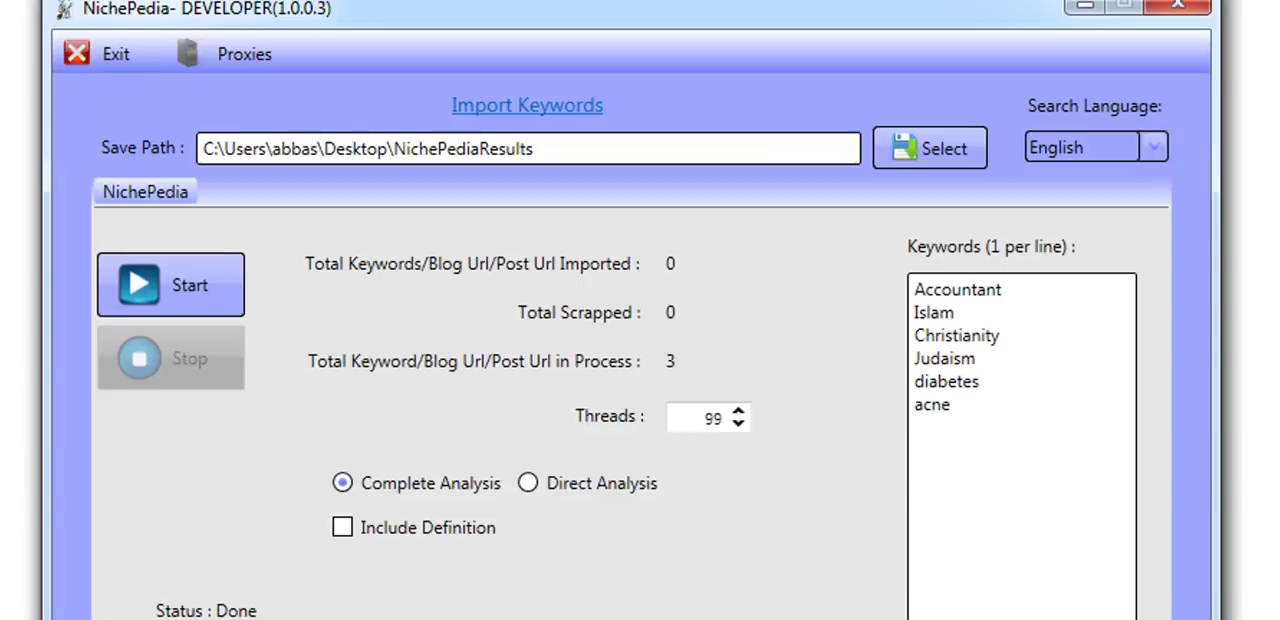 NichePedia- DEVELOPER(1.0.0.3)
Exit Proxies
Import Keywords
Search Language:
Save Path : C:\Users\abbas\Desktop\NichePediaResults Select English
NichePedia
Keywords (1 per line) :
Start
Stop
Total Keywords/Blog Url/Post Url Imported : 0
Total Scrapped : 0
Total Keyword/Blog Url/Post Url in Process : 3
Threads : 99
Complete Analysis Direct Analysis
Include Definition
Accountant
Islam
Christianity
Judaism
diabetes
acne
Status : Done